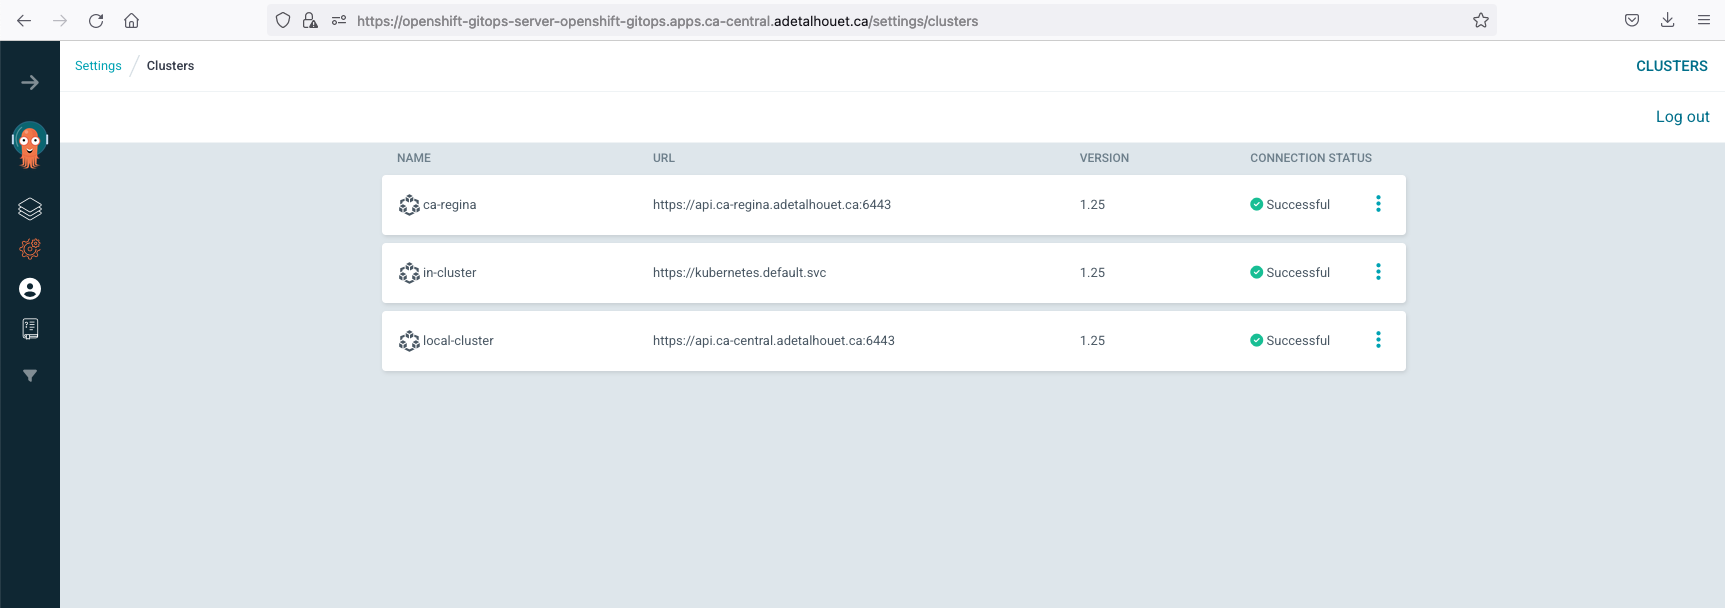 https://openshift-gitops-server-openshift-gitops.apps.ca-central.adetalhouet.ca/settings/clusters
Settings / Clusters CLUSTERS
Log out
NAME URL VERSION CONNECTION STATUS
ca-regina https://api.ca-regina.adetalhouet.ca:6443 1.25 Successful
in-cluster https://kubernetes.default.svc 1.25 Successful
local-cluster https://api.ca-central.adetalhouet.ca:6443 1.25 Successful